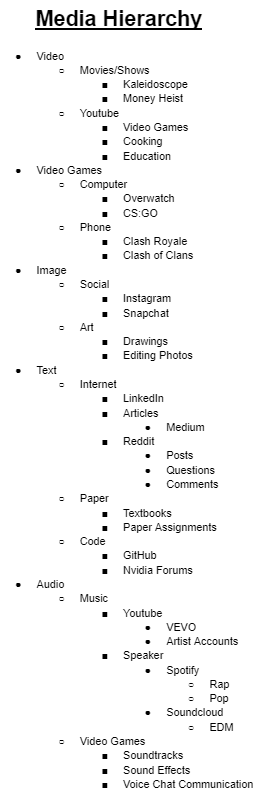 Media Hierarchy
Video
Movies/Shows
Kaleidoscope
Money Heist
Youtube
Video Games
Cooking
Education
Video Games
Computer
Overwatch
CS:GO
Phone
Clash Royale
Clash of Clans
Image
Social
Instagram
Snapchat
Art
Drawings
Editing Photos
Text
Internet
LinkedIn
Articles
Medium
Reddit
Posts
Questions
Comments
Paper
Textbooks
Paper Assignments
Code
GitHub
Nvidia Forums
Audio
Music
Youtube
VEVO
Artist Accounts
Speaker
Spotify
Rap
Pop
Soundcloud
EDM
Video Games
Soundtracks
Sound Effects
Voice Chat Communication